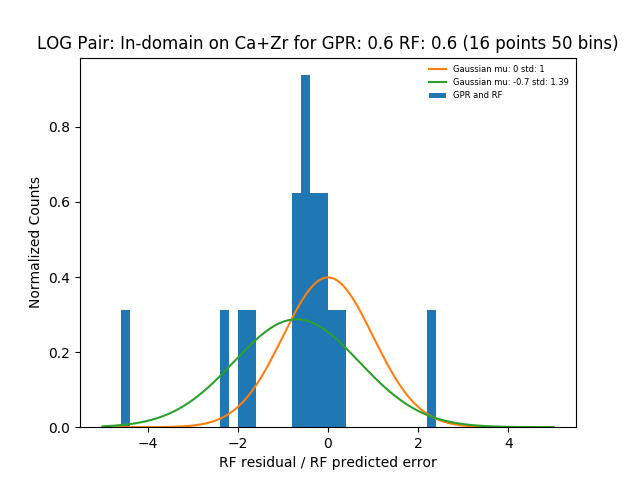 LOG Pair: In-domain on Ca+Zr for GPR: 0.6 RF: 0.6 (16 points 50 bins)
Gaussian mu: 0 std: 1
Gaussian mu: -0.7 std: 1.39
GPR and RF
Normalized Counts
0.8
0.6
0.4
0.2
0.0
−4 −2 0 2 4
RF residual / RF predicted error